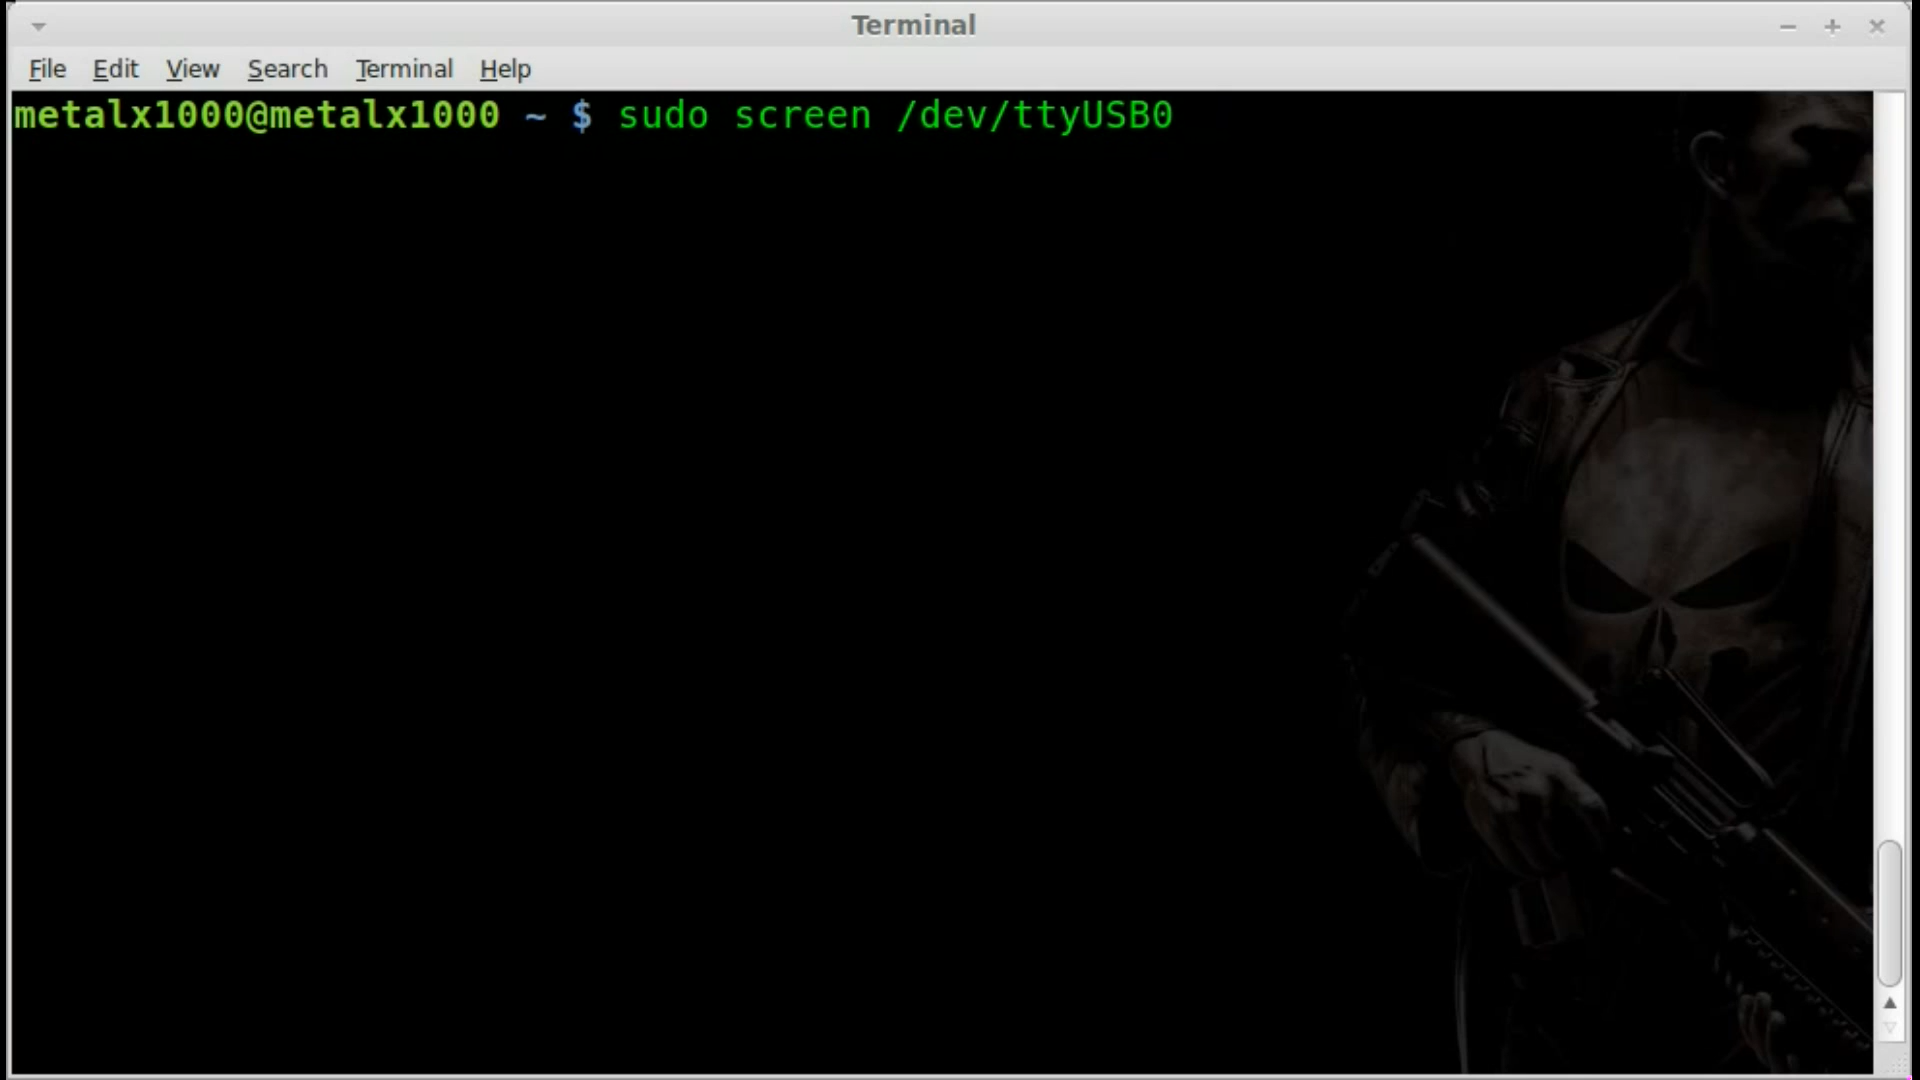 Terminal
File Edit View Search Terminal Help
metalx1000@metalx1000 ~ $ sudo screen /dev/ttyUSB0